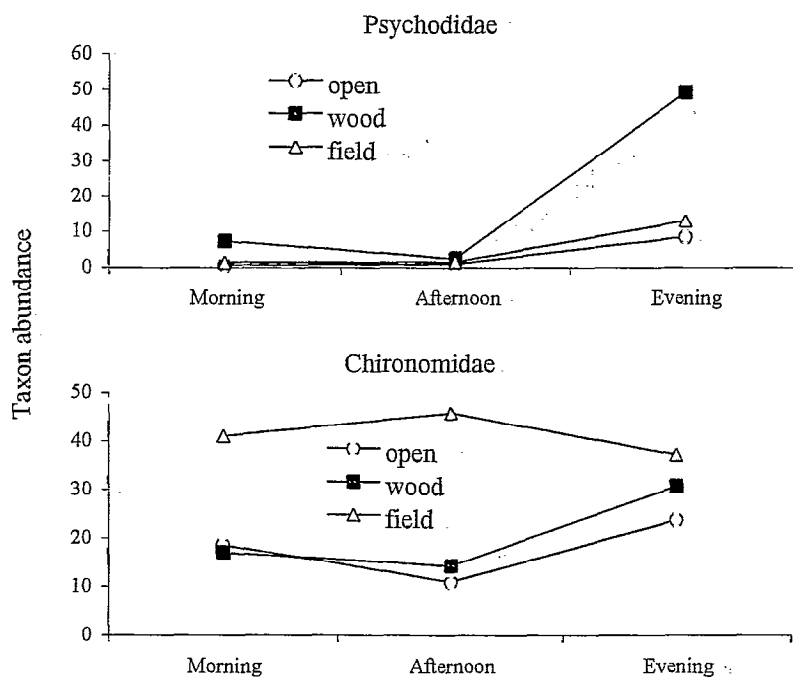 Psychodidae
60
50
40
30
20
10
0
open
wood
field
Morning
Afternoon
Evening
Taxon abundance
Chironomidae
50
40
30
20
10
0
open
wood
field
Morning
Afternoon
Evening